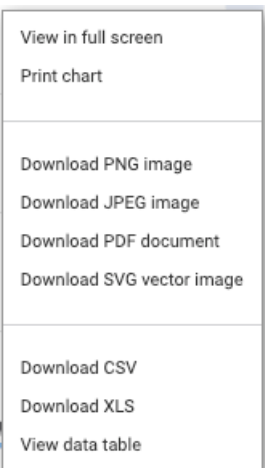 View in full screen
Print chart
Download PNG image
Download JPEG image
Download PDF document
Download SVG vector image
Download CSV
Download XLS
View data table